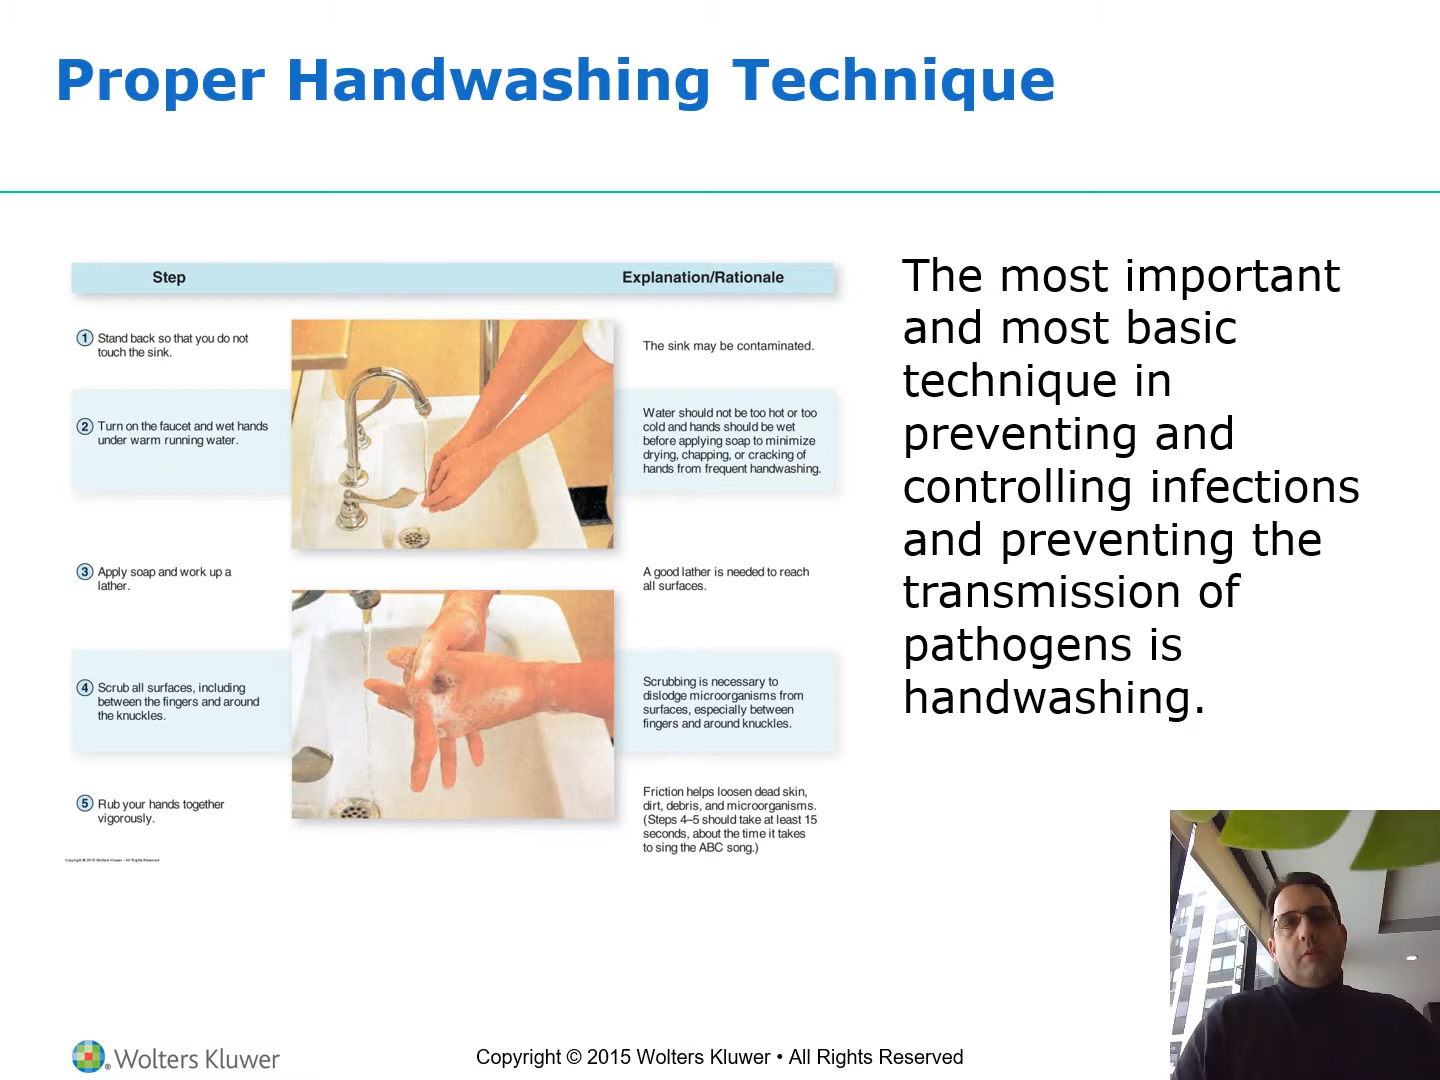 Proper Handwashing Technique
Step
Explanation/Rationale
1 Stand back so that you do not
touch the sink.
The sink may be contaminated.
2 Turn on the faucet and wet hands
under warm running water.
Water should not be too hot or too
cold and hands should be wet
before applying soap to minimize
drying, chapping, or cracking of
hands from frequent handwashing.
3 Apply soap and work up a
lather.
A good lather is needed to reach
all surfaces.
4 Scrub all surfaces, including
between the fingers and around
the knuckles.
Scrubbing is necessary to
dislodge microorganisms from
surfaces, especially between
fingers and around knuckles.
5 Rub your hands together
vigorously.
Friction helps loosen dead skin,
dirt, debris, and microorganisms.
(Steps 4–5 should take at least 15
seconds, about the time it takes
to sing the ABC song.)
Copyright © 2015 Wolters Kluwer • All Rights Reserved
The most important
and most basic
technique in
preventing and
controlling infections
and preventing the
transmission of
pathogens is
handwashing.
Wolters Kluwer
Copyright © 2015 Wolters Kluwer • All Rights Reserved